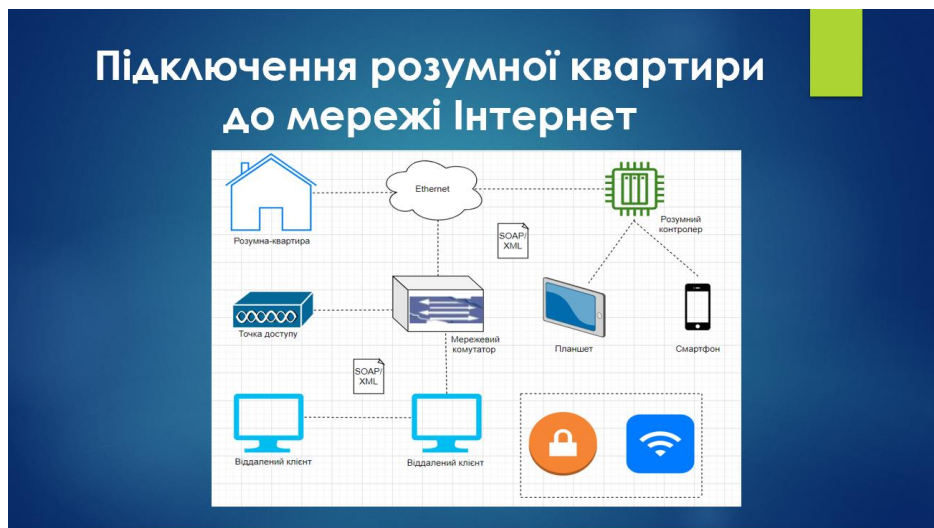 Підключення розумної квартири
до мережі Інтернет
Ethernet
Розумна-квартира
Розумний
контролер
SOAP/
XML
Точка доступу
Мережевий
комутатор
Планшет
Смартфон
SOAP/
XML
Віддалений клієнт
Віддалений клієнт